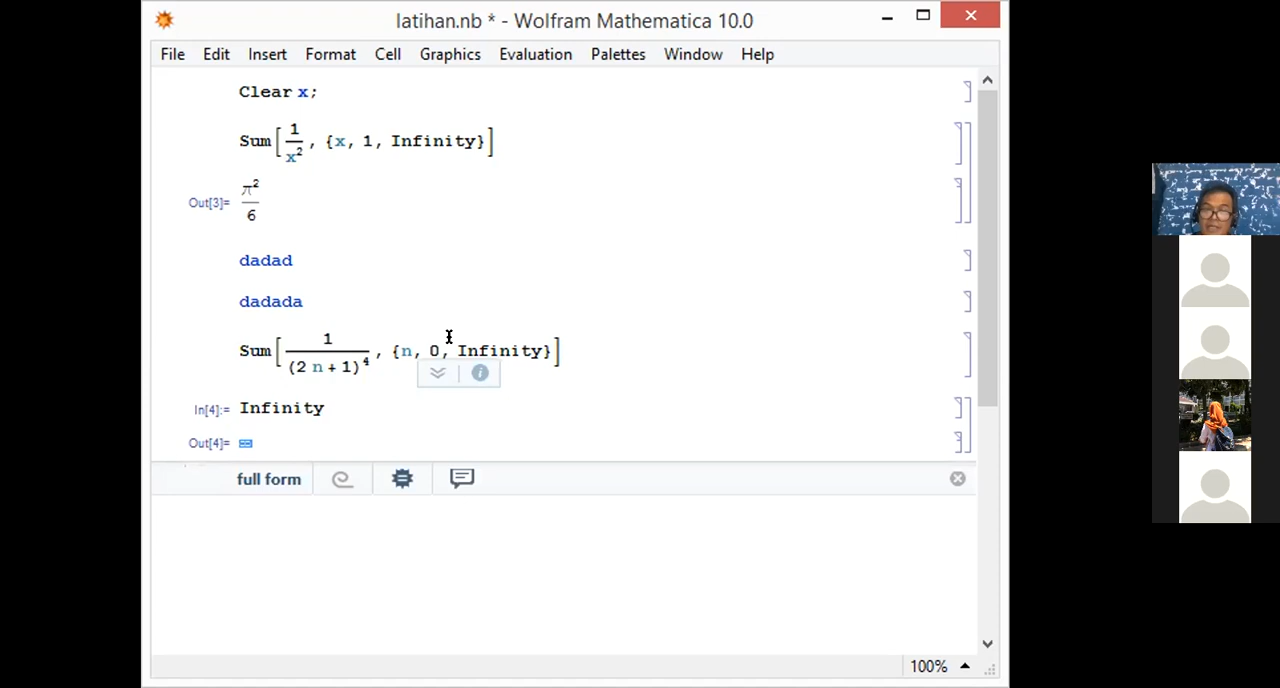 latihan.nb * - Wolfram Mathematica 10.0
File Edit Insert Format Cell Graphics Evaluation Palettes Window Help
Clear x;
Sum[1/x², {x, 1, Infinity}]
Out[3]= π²/6
dadad
dadada
Sum[1/(2 n + 1)⁴, {n, 0, Infinity}]
In[4]:= Infinity
Out[4]= ∞
full form
100%